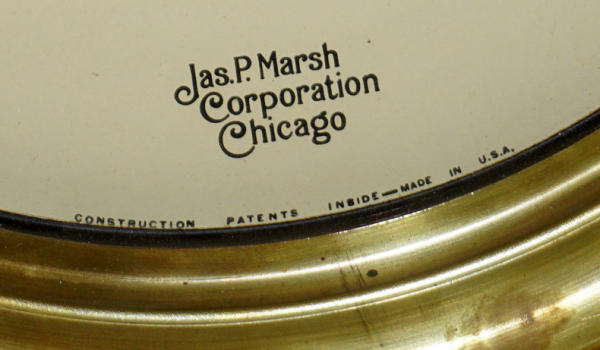 Jas. P. Marsh
Corporation
Chicago
CONSTRUCTION PATENTS INSIDE—MADE IN U.S.A.